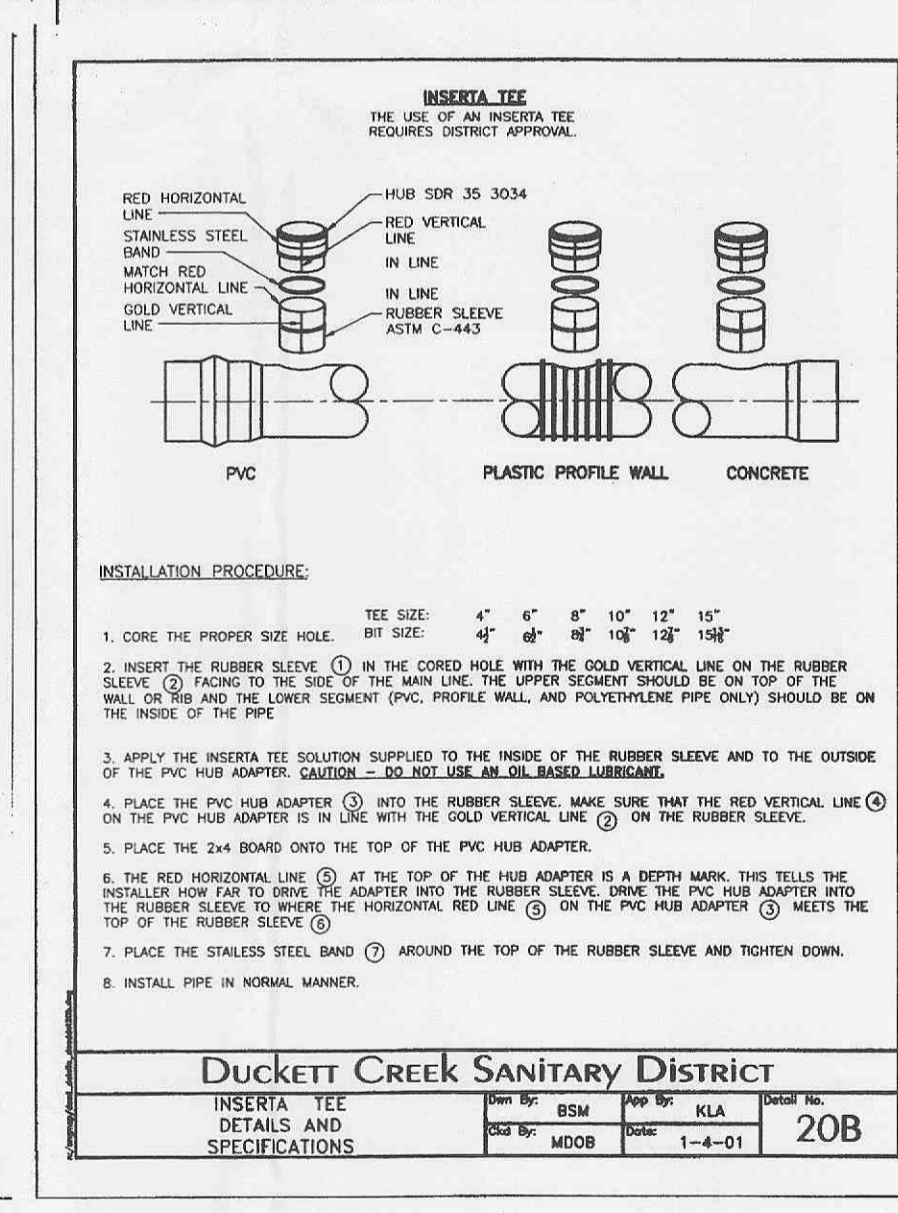 INSERTA TEE
THE USE OF AN INSERTA TEE
REQUIRES DISTRICT APPROVAL.
RED HORIZONTAL
LINE
STAINLESS STEEL
BAND
MATCH RED
HORIZONTAL LINE
GOLD VERTICAL
LINE
HUB SDR 35 3034
RED VERTICAL
LINE
IN LINE
IN LINE
RUBBER SLEEVE
ASTM C-443
PVC
PLASTIC PROFILE WALL
CONCRETE
INSTALLATION PROCEDURE:
TEE SIZE: 4" 6" 8" 10" 12" 15"
1. CORE THE PROPER SIZE HOLE. BIT SIZE:
2. INSERT THE RUBBER SLEEVE ① IN THE CORED HOLE WITH THE GOLD VERTICAL LINE ON THE RUBBER
SLEEVE ② FACING TO THE SIDE OF THE MAIN LINE. THE UPPER SEGMENT SHOULD BE ON TOP OF THE
WALL OR RIB AND THE LOWER SEGMENT (PVC, PROFILE WALL, AND POLYETHYLENE PIPE ONLY) SHOULD BE ON
THE INSIDE OF THE PIPE
3. APPLY THE INSERTA TEE SOLUTION SUPPLIED TO THE INSIDE OF THE RUBBER SLEEVE AND TO THE OUTSIDE
OF THE PVC HUB ADAPTER. CAUTION - DO NOT USE AN OIL BASED LUBRICANT.
4. PLACE THE PVC HUB ADAPTER ③ INTO THE RUBBER SLEEVE. MAKE SURE THAT THE RED VERTICAL LINE ④
ON THE PVC HUB ADAPTER IS IN LINE WITH THE GOLD VERTICAL LINE ② ON THE RUBBER SLEEVE.
5. PLACE THE 2x4 BOARD ONTO THE TOP OF THE PVC HUB ADAPTER.
6. THE RED HORIZONTAL LINE ⑤ AT THE TOP OF THE HUB ADAPTER IS A DEPTH MARK. THIS TELLS THE
INSTALLER HOW FAR TO DRIVE THE ADAPTER INTO THE RUBBER SLEEVE. DRIVE THE PVC HUB ADAPTER INTO
THE RUBBER SLEEVE TO WHERE THE HORIZONTAL RED LINE ⑤ ON THE PVC HUB ADAPTER ③ MEETS THE
TOP OF THE RUBBER SLEEVE ⑥
7. PLACE THE STAILESS STEEL BAND ⑦ AROUND THE TOP OF THE RUBBER SLEEVE AND TIGHTEN DOWN.
8. INSTALL PIPE IN NORMAL MANNER.
DUCKETT CREEK SANITARY DISTRICT
INSERTA TEE
DETAILS AND
SPECIFICATIONS
Dwn By: BSM
Ckd By: MDOB
App By: KLA
Date: 1-4-01
Detail No.
20B